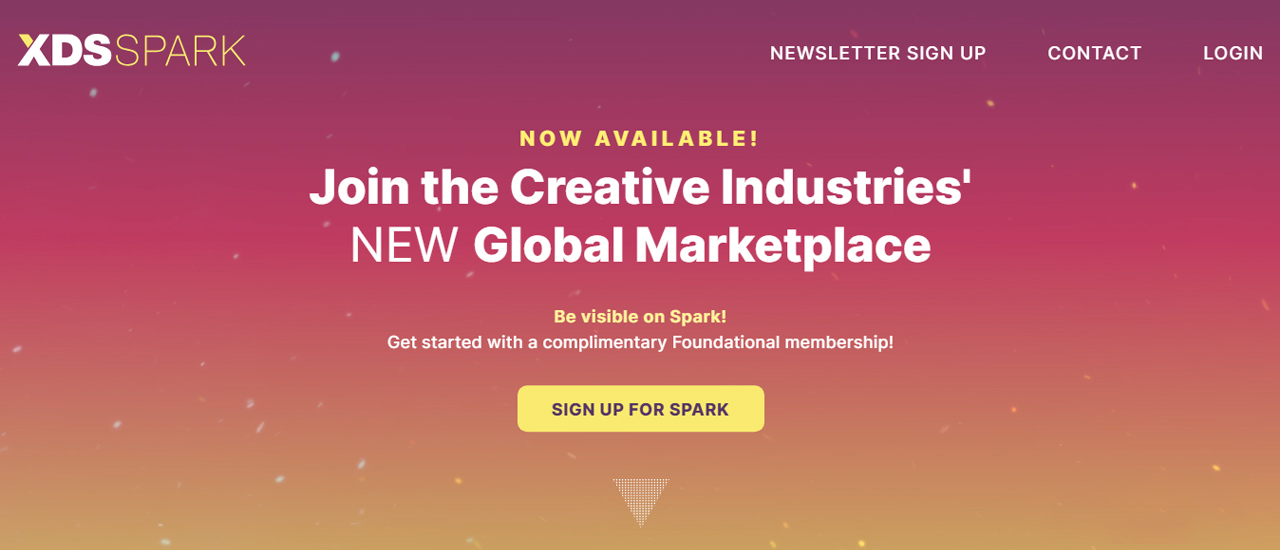 XDSSPARK
NEWSLETTER SIGN UP
CONTACT
LOGIN
NOW AVAILABLE!
Join the Creative Industries'
NEW Global Marketplace
Be visible on Spark!
Get started with a complimentary Foundational membership!
SIGN UP FOR SPARK